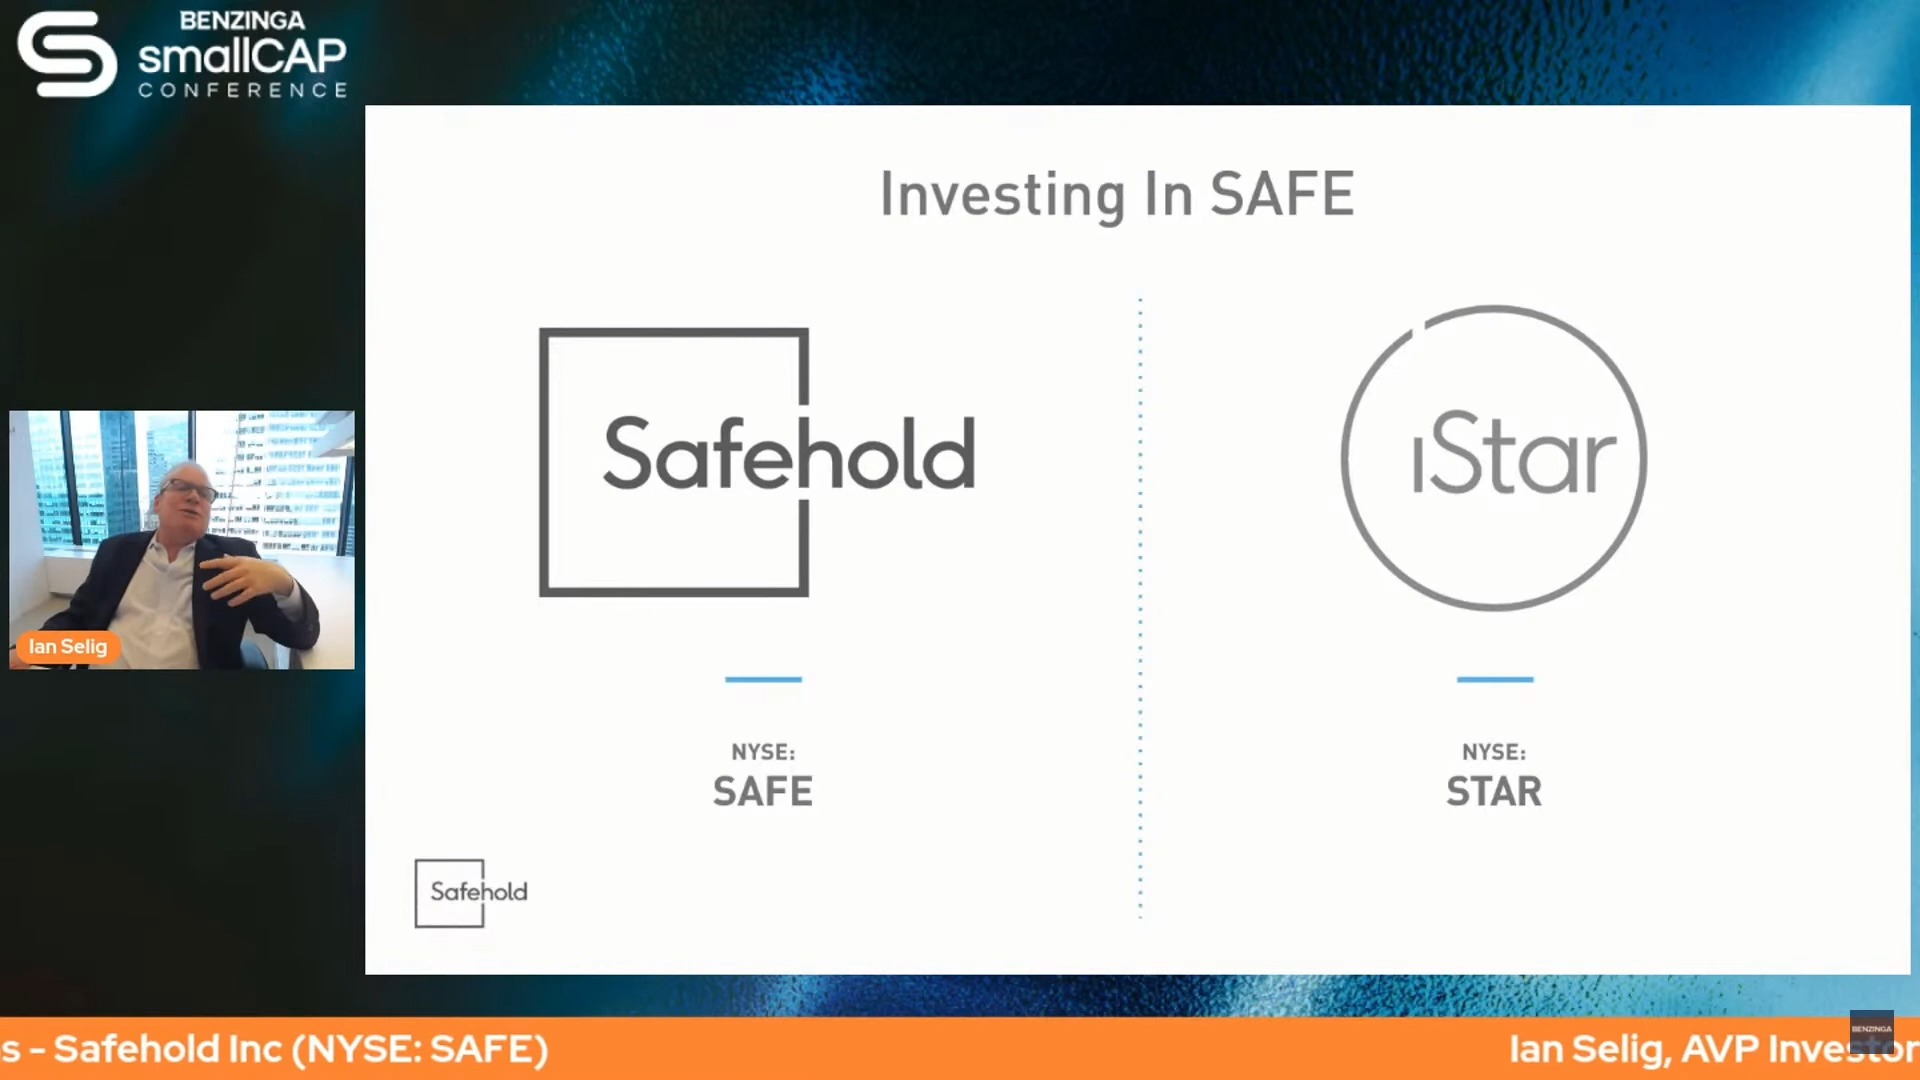 BENZINGA
smallCAP
CONFERENCE
Investing In SAFE
Safehold
iStar
NYSE:
SAFE
NYSE:
STAR
Safehold
Ian Selig
s - Safehold Inc (NYSE: SAFE)
Ian Selig, AVP Investor
BENZINGA